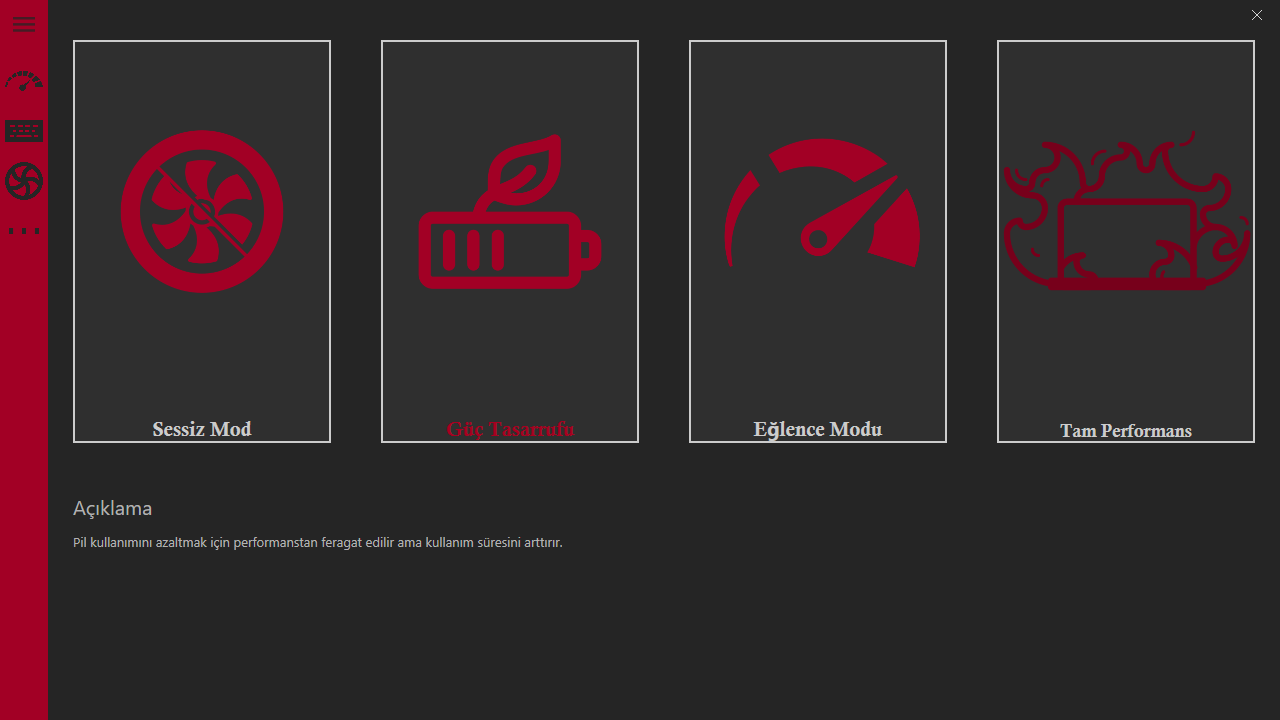 Sessiz Mod
Güç Tasarrufu
Eğlence Modu
Tam Performans
Açıklama
Pil kullanımını azaltmak için performanstan feragat edilir ama kullanım süresini arttırır.